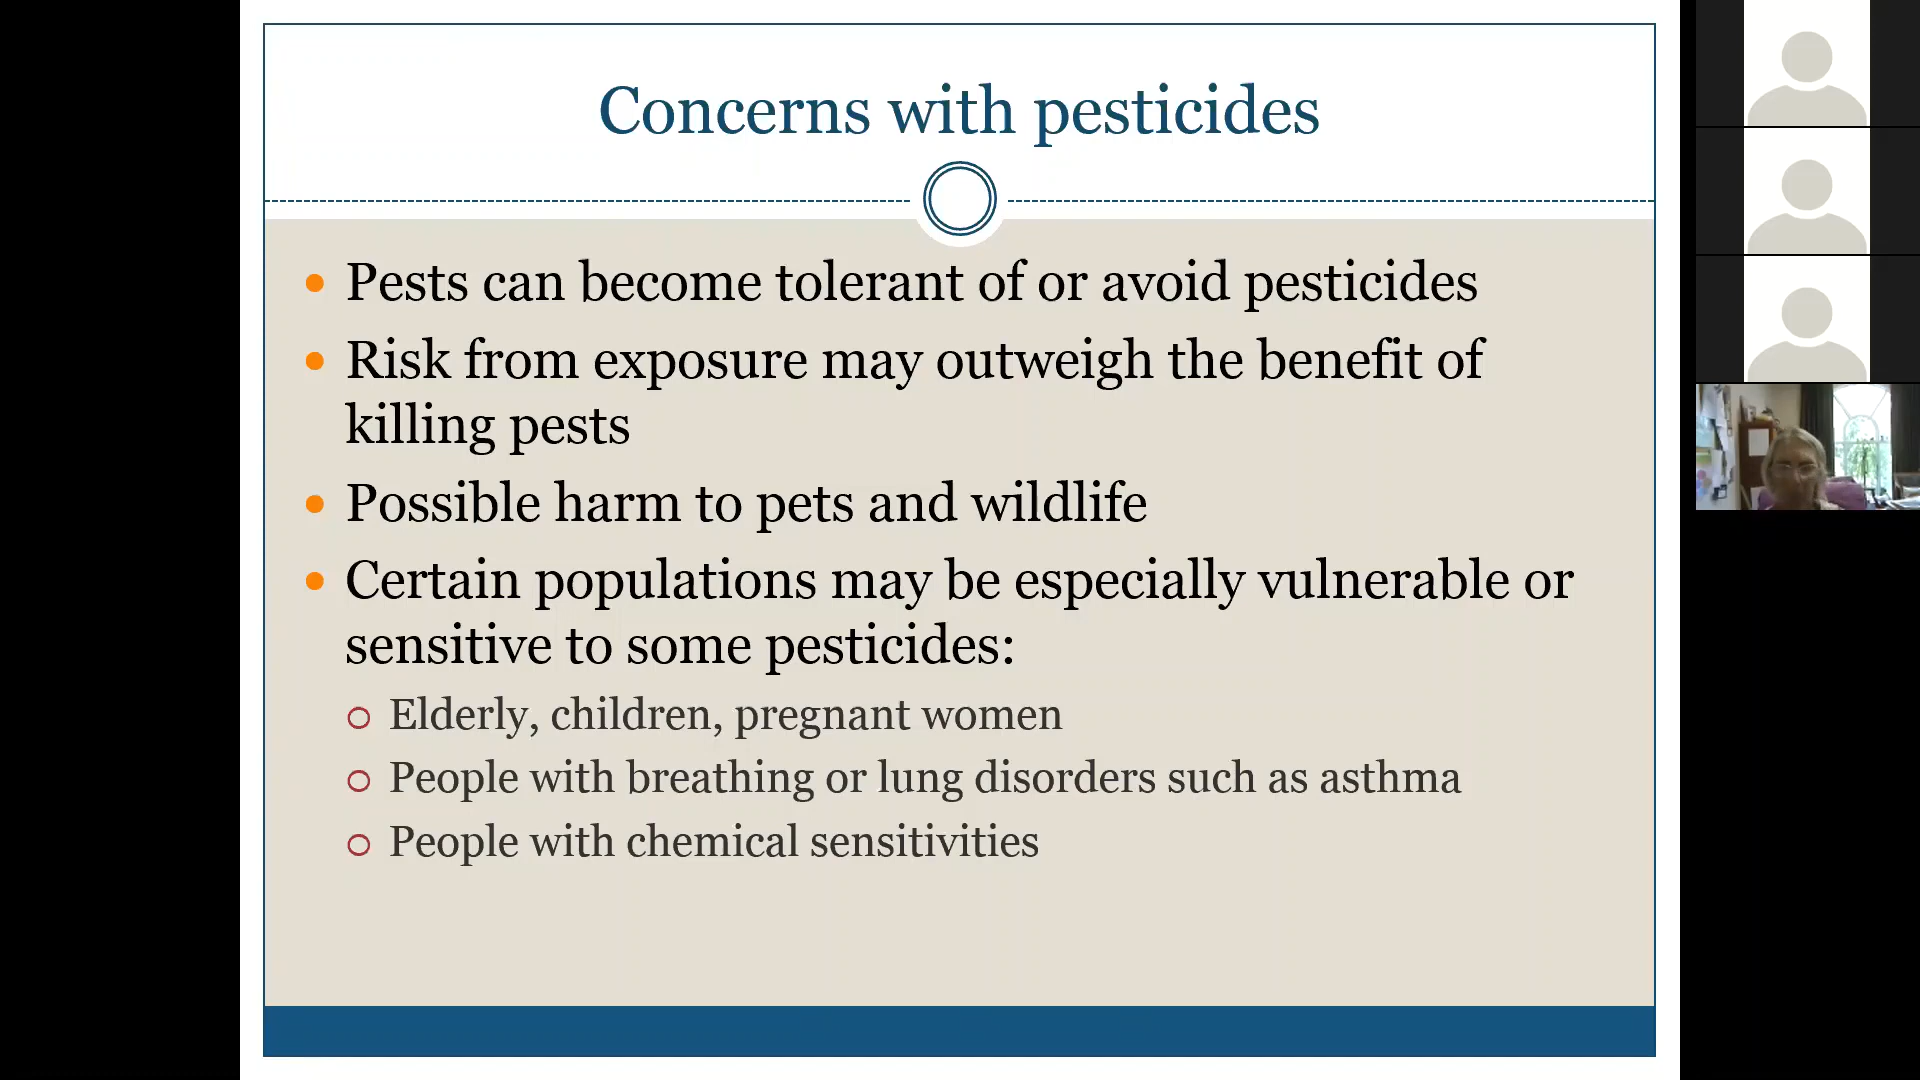 Concerns with pesticides
Pests can become tolerant of or avoid pesticides
Risk from exposure may outweigh the benefit of
killing pests
Possible harm to pets and wildlife
Certain populations may be especially vulnerable or
sensitive to some pesticides:
Elderly, children, pregnant women
People with breathing or lung disorders such as asthma
People with chemical sensitivities